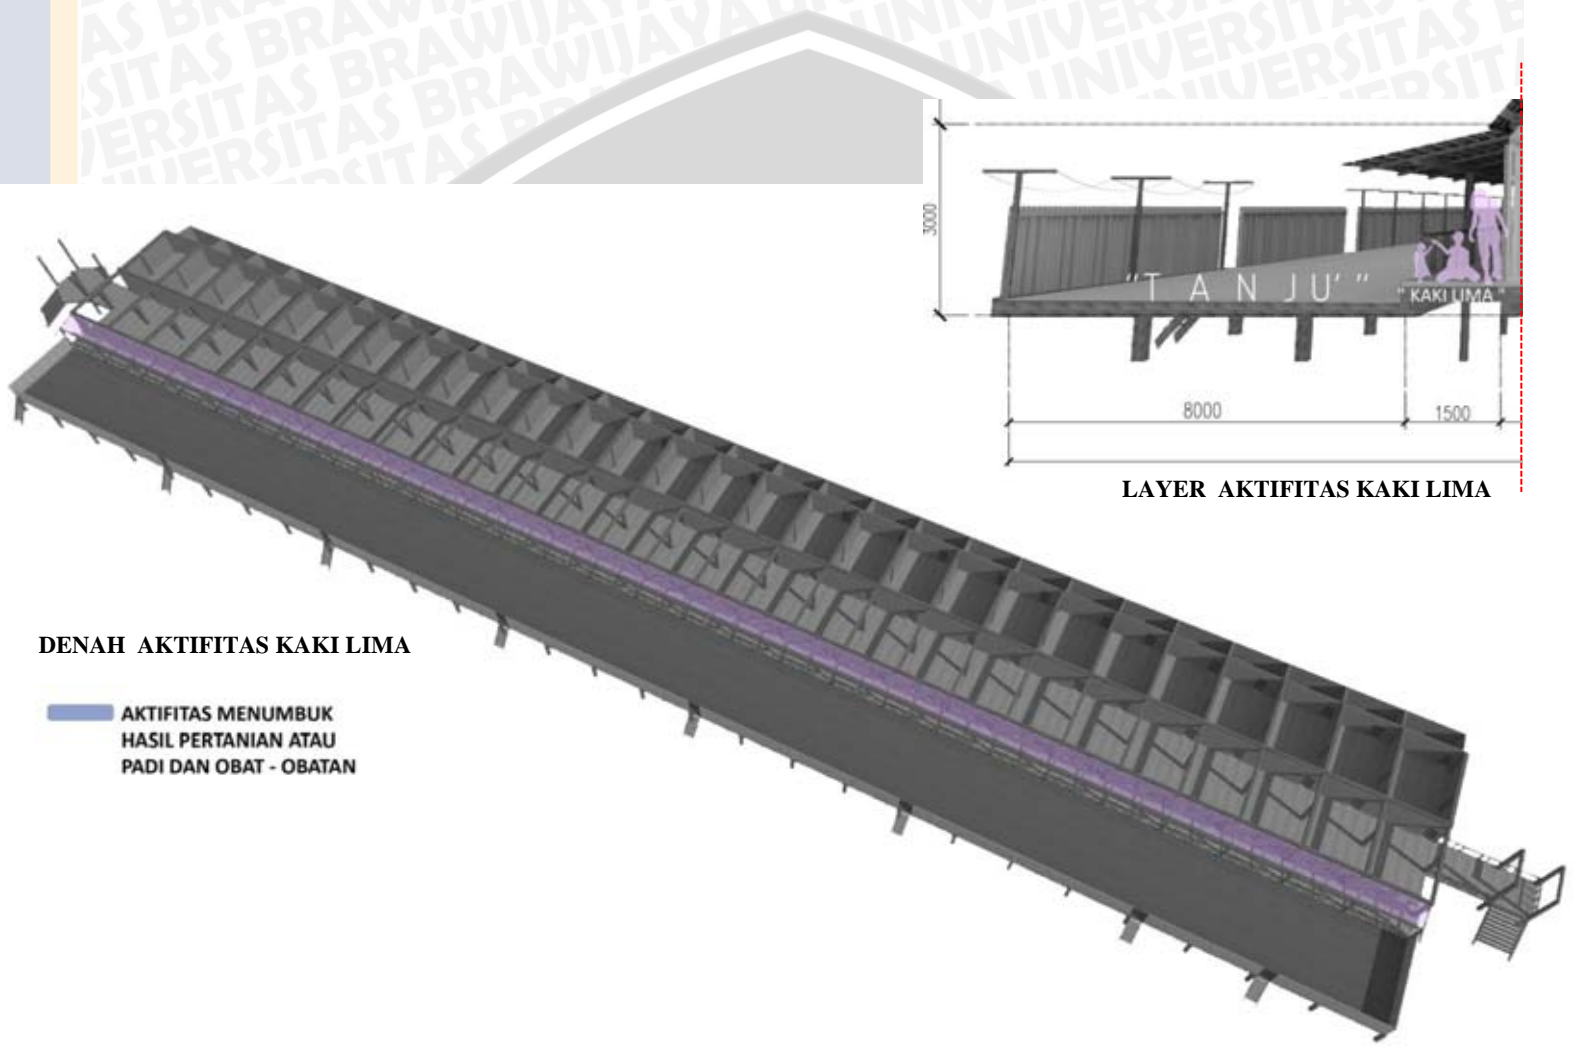 3000
"T A N JU' "
" KAKI LIMA "
8000
1500
LAYER AKTIFITAS KAKI LIMA
DENAH AKTIFITAS KAKI LIMA
AKTIFITAS MENUMBUK
HASIL PERTANIAN ATAU
PADI DAN OBAT - OBATAN